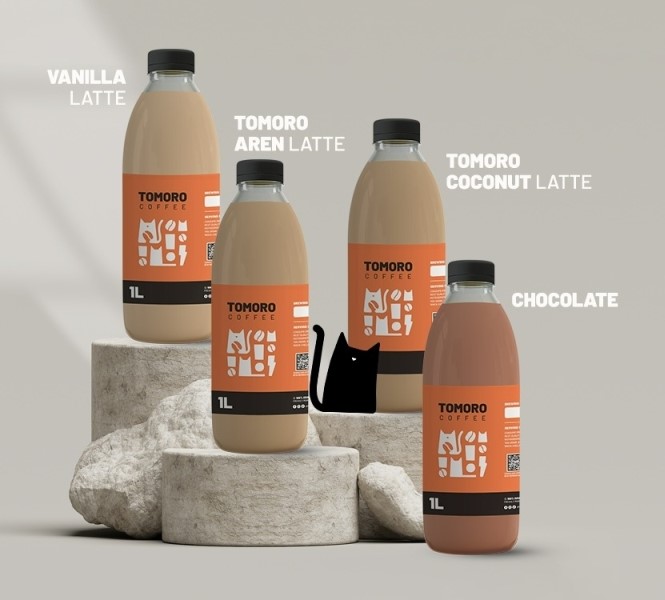 VANILLA
LATTE
TOMORO
AREN LATTE
TOMORO
COCONUT LATTE
CHOCOLATE
TOMORO
COFFEE
1L
TOMORO
COFFEE
1L
TOMORO
COFFEE
TOMORO
COFFEE
1L